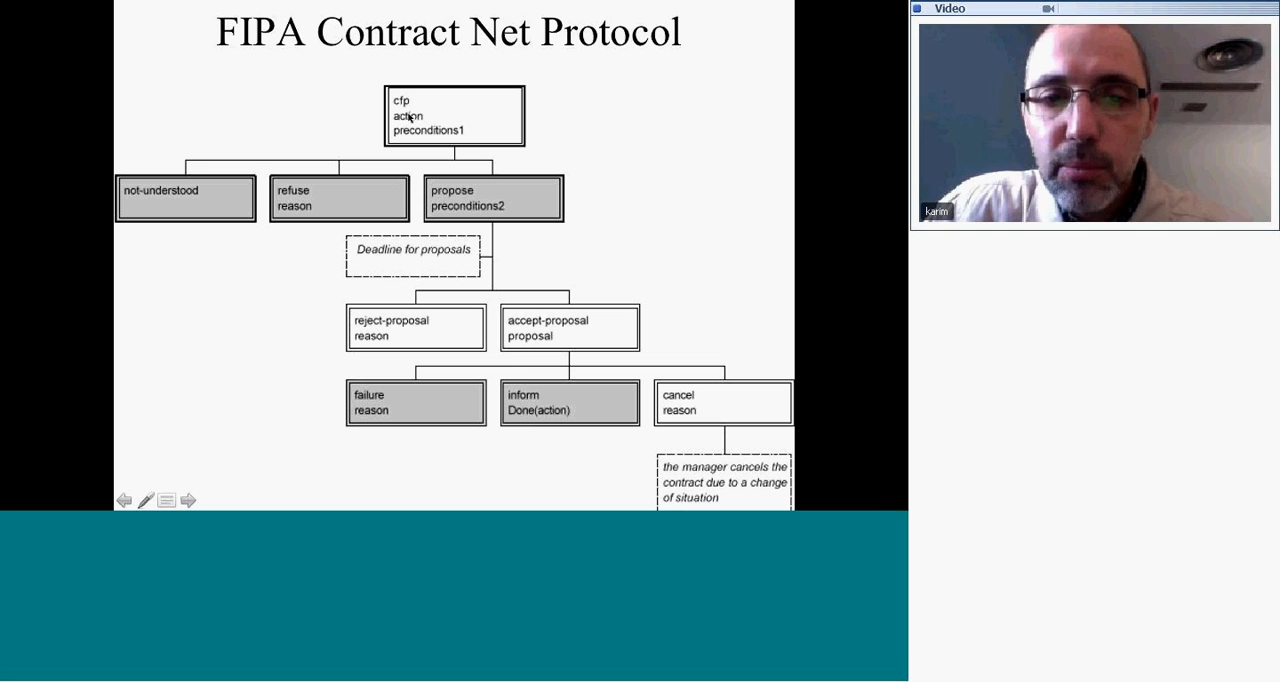 FIPA Contract Net Protocol
cfp
action
preconditions1
not-understood
refuse
reason
propose
preconditions2
Deadline for proposals
reject-proposal
reason
accept-proposal
proposal
failure
reason
inform
Done(action)
cancel
reason
the manager cancels the
contract due to a change
of situation
Video
karim